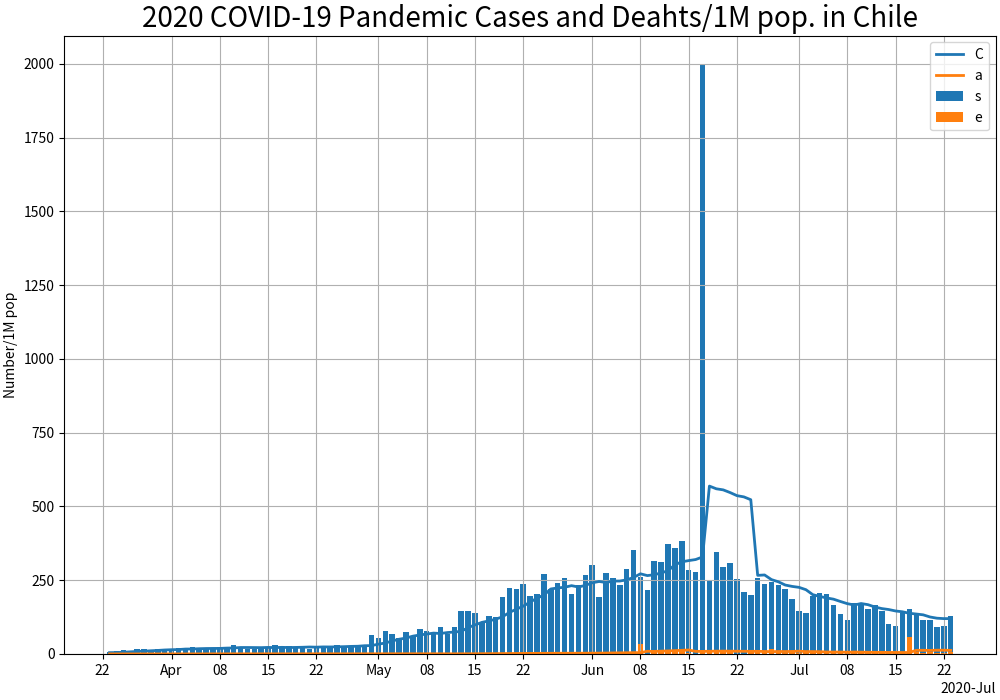 2020 COVID-19 Pandemic Cases and Deahts/1M pop. in Chile
C
a
s
e
2000
1750
1500
1250
1000
750
500
250
0
Number/1M pop
22 Apr 08 15 22 May 08 15 22 Jun 08 15 22 Jul 08 15 22
2020-Jul